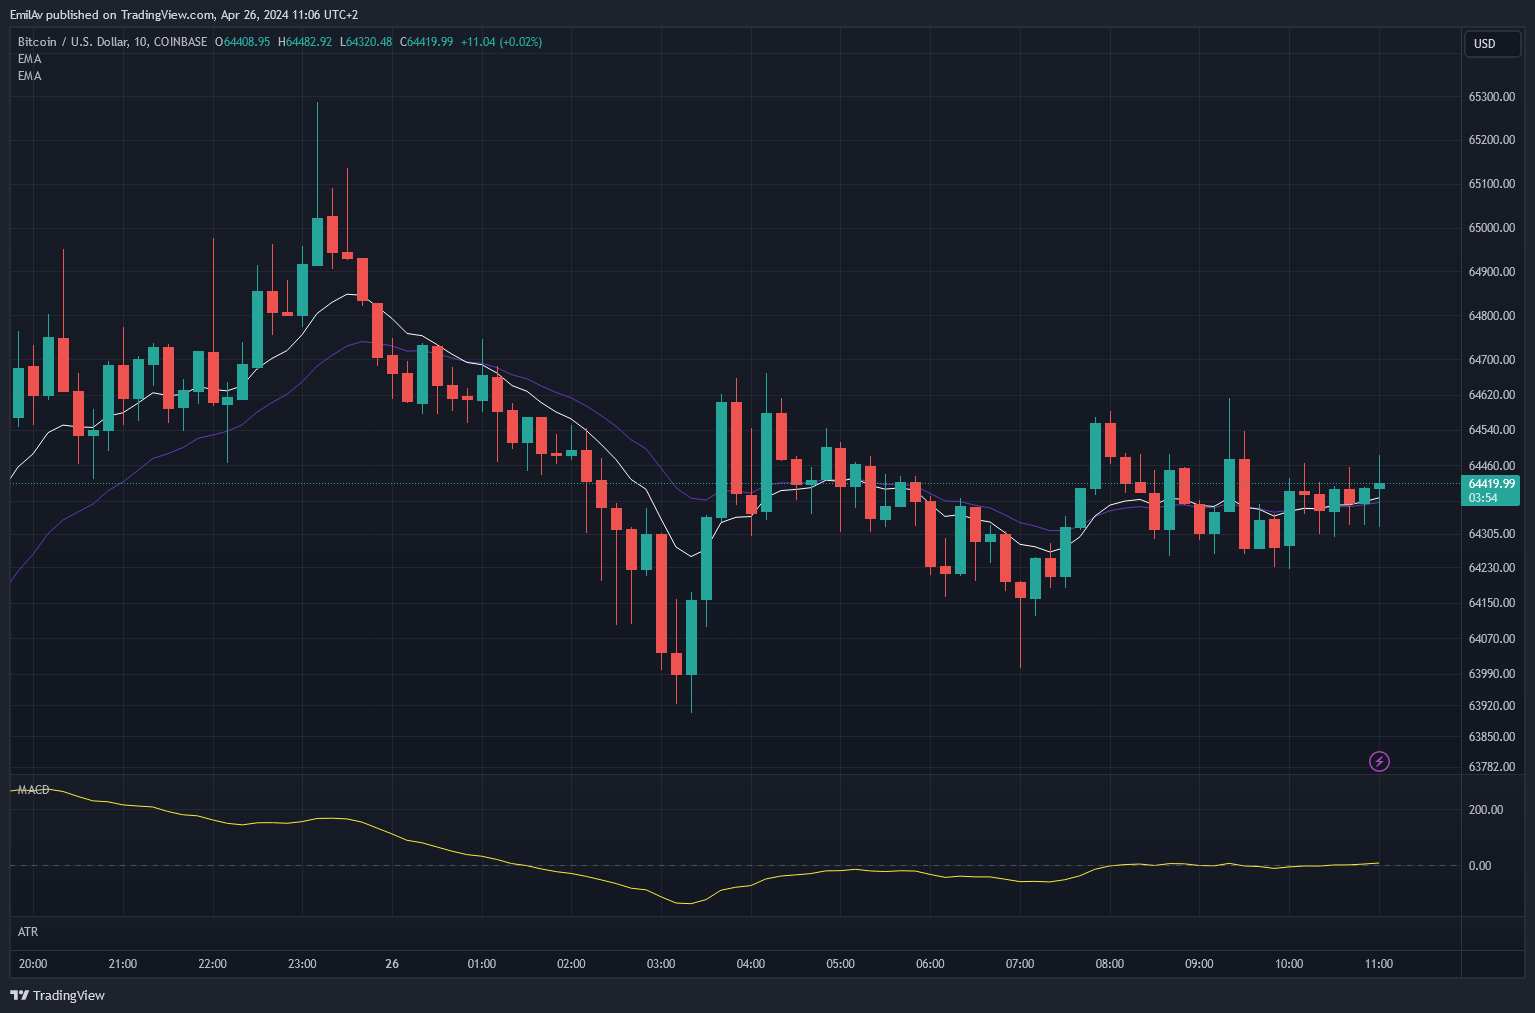 EmilAv published on TradingView.com, Apr 26, 2024 11:06 UTC+2
Bitcoin / U.S. Dollar, 10, COINBASE O64408.95 H64482.92 L64320.48 C64419.99 +11.04 (+0.02%)
USD
EMA
EMA
65300.00
65200.00
65100.00
65000.00
64900.00
64800.00
64700.00
64620.00
64540.00
64460.00
64419.99
03:54
64305.00
64230.00
64150.00
64070.00
63990.00
63920.00
63850.00
63782.00
MACD
200.00
0.00
ATR
20:00 21:00 22:00 23:00 26 01:00 02:00 03:00 04:00 05:00 06:00 07:00 08:00 09:00 10:00 11:00
TradingView